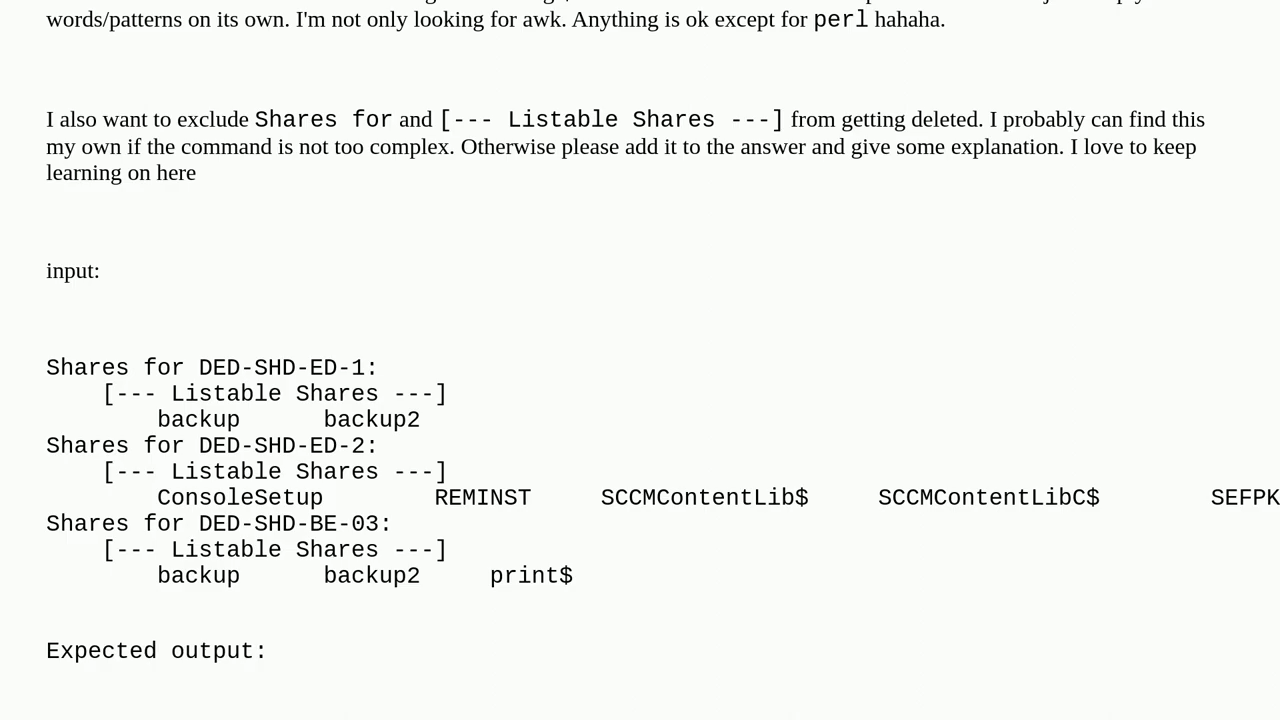 words/patterns on its own. I'm not only looking for awk. Anything is ok except for perl hahaha.
I also want to exclude Shares for and [--- Listable Shares ---] from getting deleted. I probably can find this
my own if the command is not too complex. Otherwise please add it to the answer and give some explanation. I love to keep
learning on here
input:
Shares for DED-SHD-ED-1:
    [--- Listable Shares ---]
        backup      backup2
Shares for DED-SHD-ED-2:
    [--- Listable Shares ---]
        ConsoleSetup        REMINST     SCCMContentLib$     SCCMContentLibC$        SEFPK
Shares for DED-SHD-BE-03:
    [--- Listable Shares ---]
        backup      backup2     print$
Expected output: